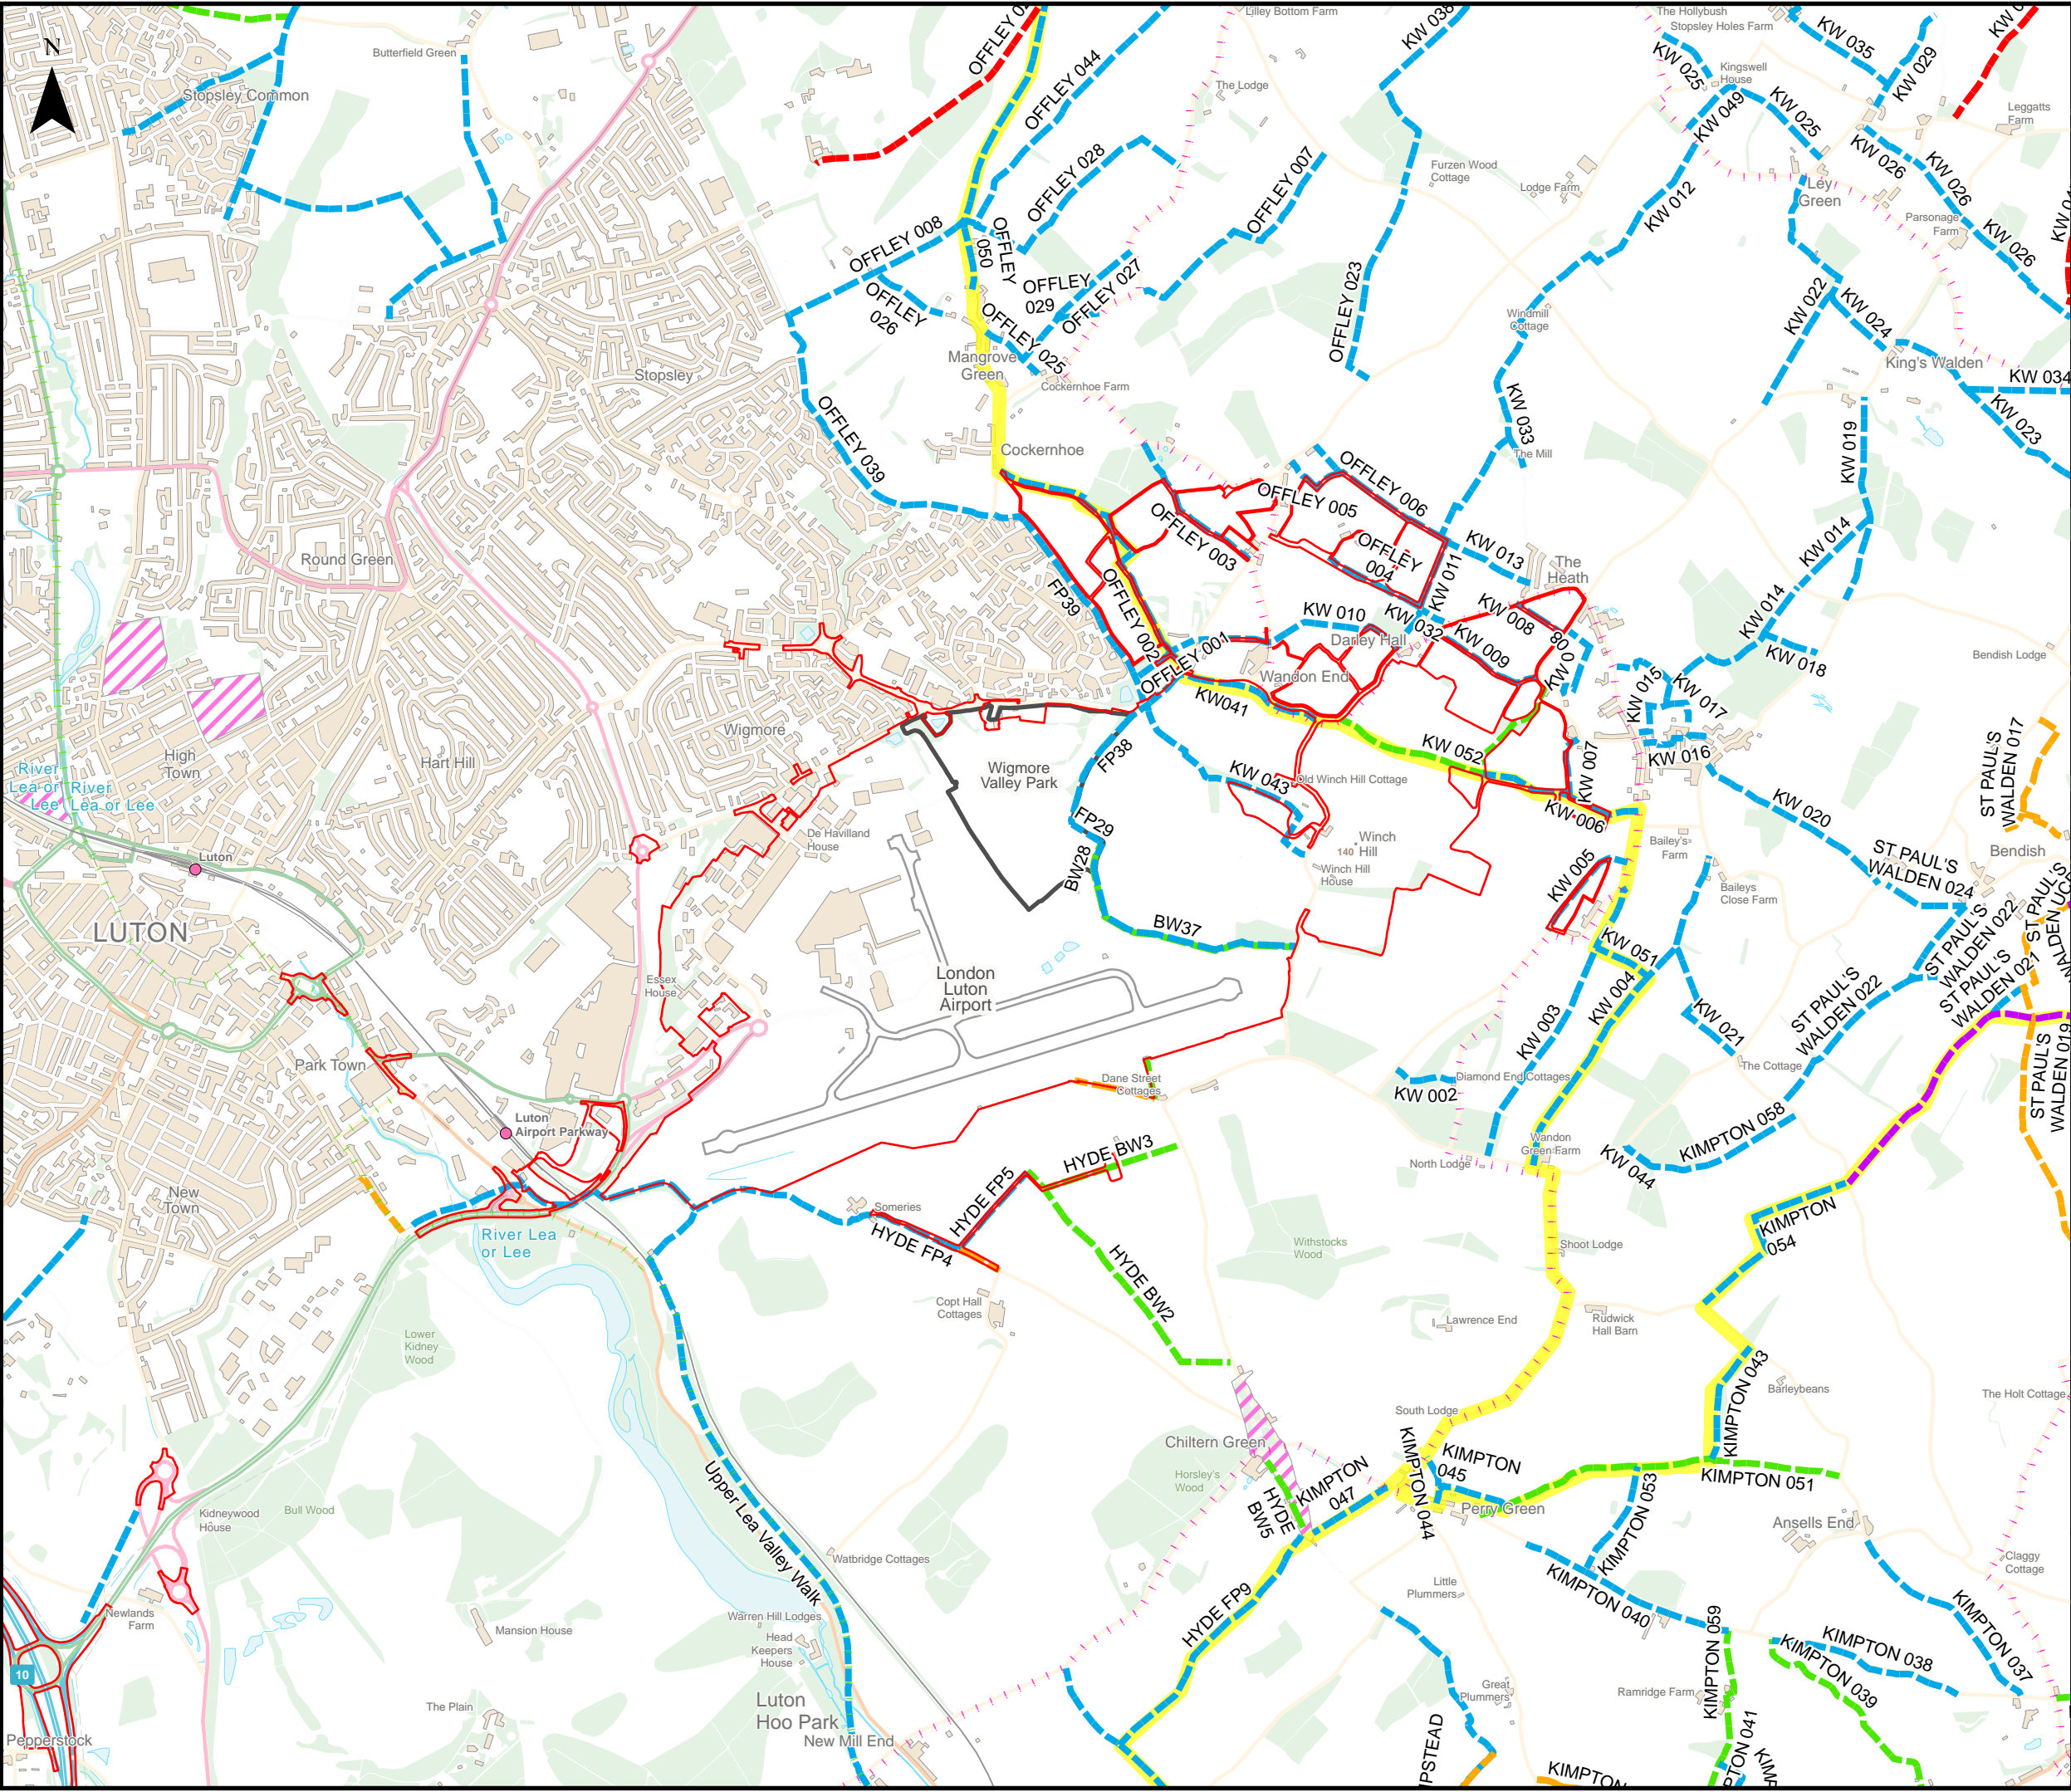 Lilley Bottom Farm
The Hollybush
Stopsley Holes Farm
KW 035
KW 029
KW 038
OFFLEY 044
N
Butterfield Green
Stopsley Common
The Lodge
KW 025
Kingswell
House
KW 049
KW 025
Leggatts
Farm
OFFLEY 028
OFFLEY 007
Furzen Wood
Cottage
Lodge Farm
KW 012
Ley
Green
KW 026
KW 026
Parsonage
Farm
KW 026
OFFLEY 008
OFFLEY
050
OFFLEY
026
OFFLEY
029
OFFLEY 027
OFFLEY 023
OFFLEY 025
Mangrove
Green
Cockernhoe Farm
Windmill
Cottage
KW 022
KW 024
King's Walden
KW 034
KW 023
Stopsley
OFFLEY 039
Cockernhoe
KW 033
The Mill
KW 019
OFFLEY 006
OFFLEY 005
OFFLEY 003
OFFLEY
004
KW 013
KW 011
The
Heath
KW 014
KW 014
Round Green
FP39
OFFLEY 002
OFFLEY 001
KW 010
Darley Hall
KW 032
KW 009
KW 008
KW 008
KW 018
Bendish Lodge
Wandon End
KW041
KW 015
KW 017
KW 016
KW 052
KW 007
KW 006
Wigmore
Wigmore
Valley Park
FP38
KW 043
Old Winch Hill Cottage
Winch
Hill
140
Winch Hill
House
High
Town
Hart Hill
River
Lea or
Lee
River
Lea or Lee
De Havilland
House
FP29
BW28
BW37
Luton
LUTON
KW 020
ST PAUL'S
WALDEN 017
Bailey's
Farm
Baileys
Close Farm
ST PAUL'S
WALDEN 024
Bendish
KW 005
KW 051
KW 004
KW 003
KW 021
ST PAUL'S
WALDEN 022
ST PAUL'S
WALDEN 022
ST PAUL'S
WALDEN 021
ST PAUL'S
WALDEN 019
Essex
House
London
Luton
Airport
Park Town
Luton
Airport Parkway
Dane Street
Cottages
Diamond End Cottages
KW 002
The Cottage
Wandon
Green Farm
North Lodge
KW 044
KIMPTON 058
HYDE BW3
HYDE FP5
Someries
HYDE FP4
New
Town
River Lea
or Lee
HYDE BW2
Withstocks
Wood
Shoot Lodge
KIMPTON
054
Copt Hall
Cottages
Lawrence End
Rudwick
Hall Barn
Lower
Kidney
Wood
KIMPTON 043
Barleybeans
The Holt Cottage
South Lodge
Chiltern Green
Horsley's
Wood
HYDE
BW5
KIMPTON
047
KIMPTON 044
KIMPTON
045
Perry Green
KIMPTON 051
KIMPTON 053
Ansells End
Upper Lea Valley Walk
Kidneywood
House
Bull Wood
Watbridge Cottages
Claggy
Cottage
Little
Plummers
KIMPTON 040
HYDE FP9
Newlands
Farm
Mansion House
Warren Hill Lodges
Head
Keepers
House
KIMPTON 059
KIMPTON 038
KIMPTON 039
KIMPTON 037
Great
Plummers
Ramridge Farm
10
The Plain
Luton
Hoo Park
New Mill End
Pepperstock